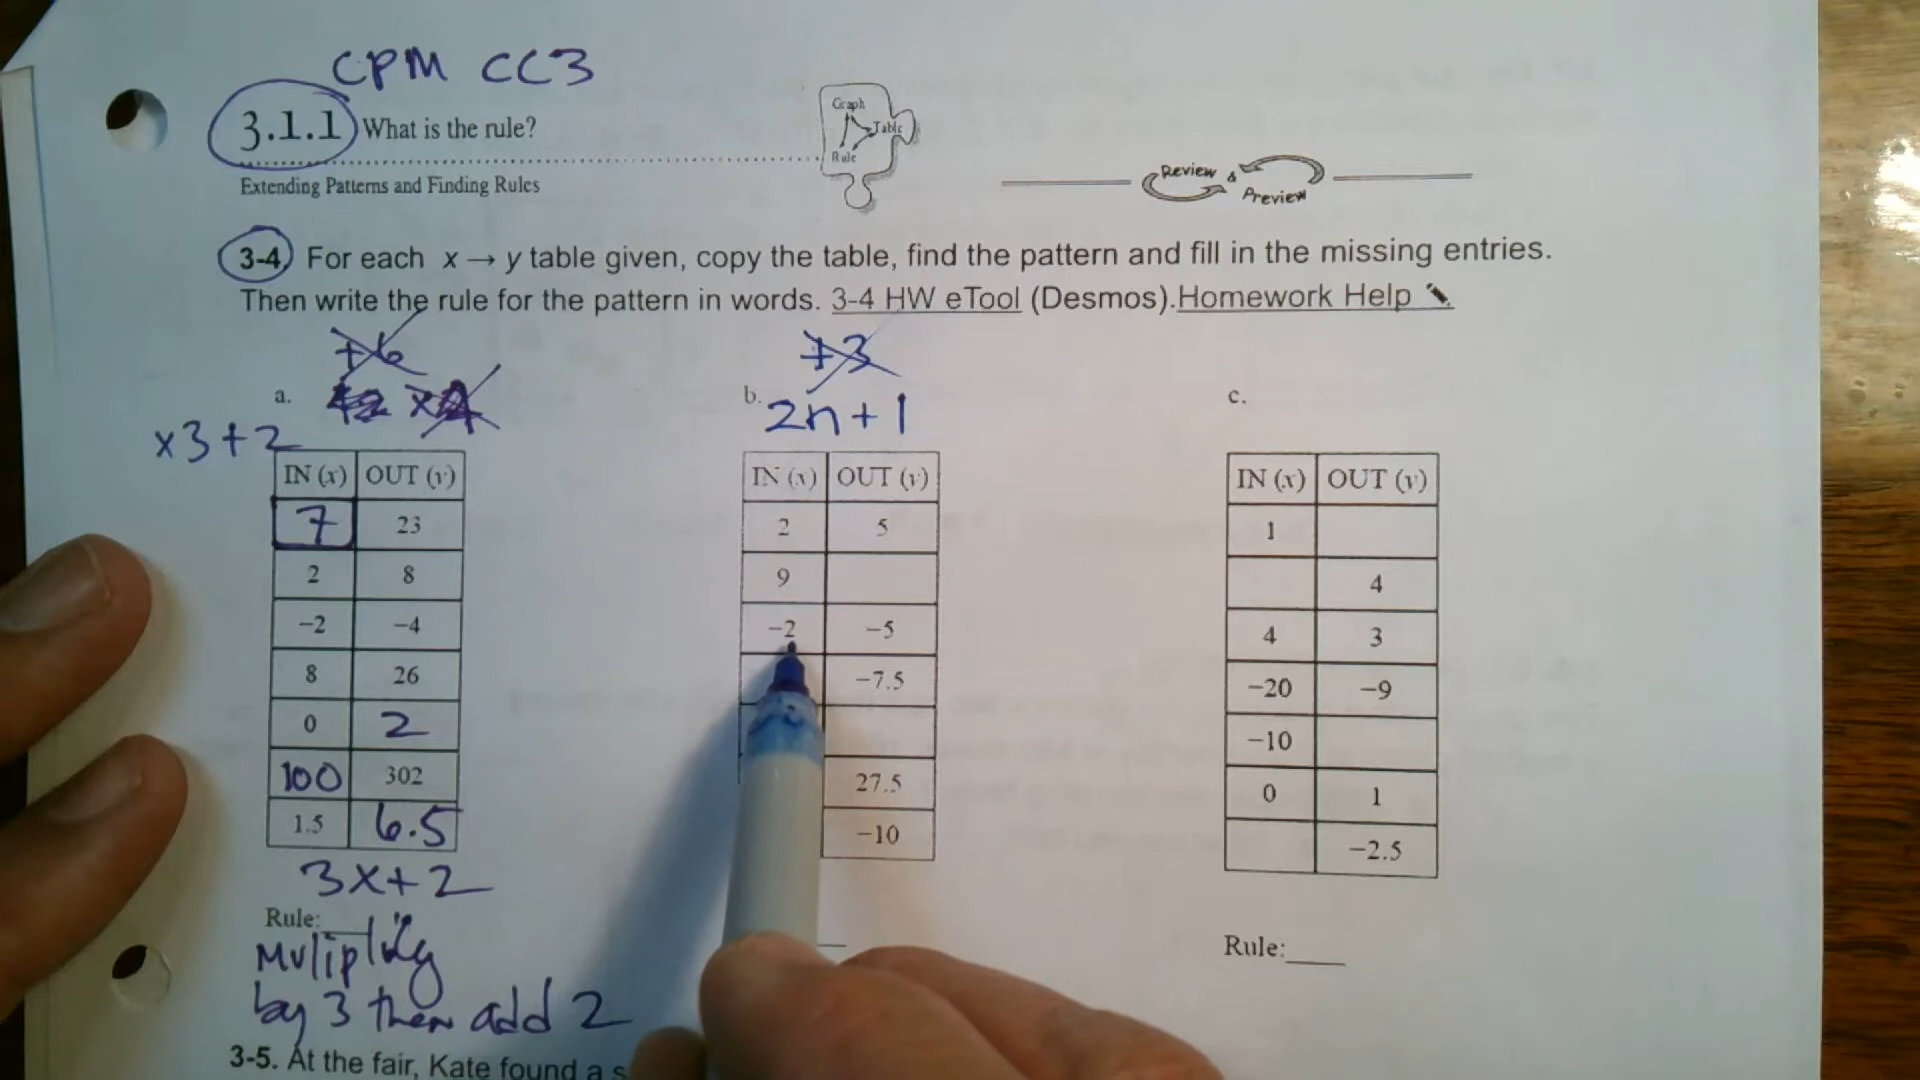 CPM CC3
3.1.1 What is the rule?
Extending Patterns and Finding Rules
Graph
Table
Rule
Review &
Preview
3-4 For each x → y table given, copy the table, find the pattern and fill in the missing entries.
Then write the rule for the pattern in words. 3-4 HW eTool (Desmos).Homework Help
+6
a.
x3+2
IN (x) OUT (y)
7 23
2 8
-2 -4
8 26
0 2
100 302
1.5 6.5
3x+2
Rule:
Muliplily
by 3 then add 2
+3
b.
2n+1
IN (x) OUT (y)
2 5
9
-2 -5
-7.5
27.5
-10
c.
IN (x) OUT (y)
1
4
4 3
-20 -9
-10
0 1
-2.5
Rule:
3-5. At the fair, Kate found a s